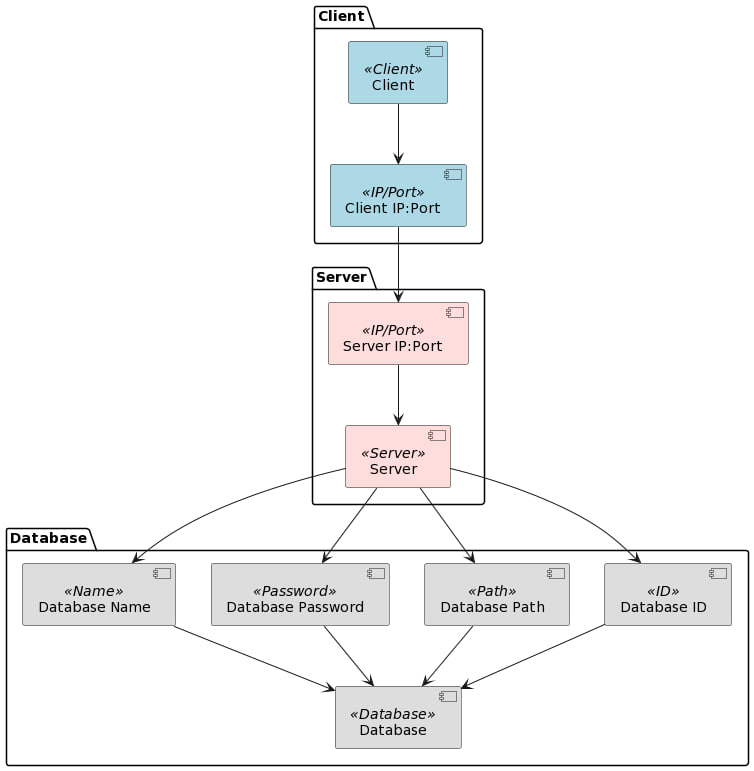 Client
«Client»
Client
«IP/Port»
Client IP:Port
Server
«IP/Port»
Server IP:Port
«Server»
Server
Database
«Name»
Database Name
«Password»
Database Password
«Path»
Database Path
«ID»
Database ID
«Database»
Database